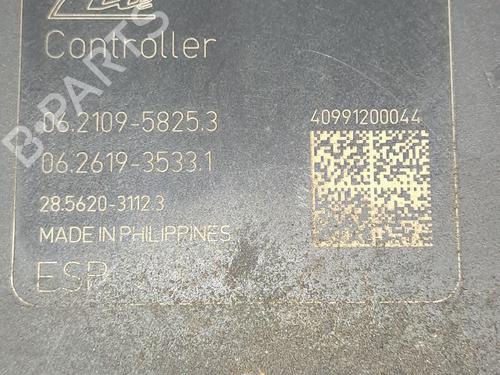 Ate
Controller
06.2109-5825.3
40991200044
06.2619-3533.1
28.5620-3112.3
MADE IN PHILIPPINES
ESP
B-PARTS